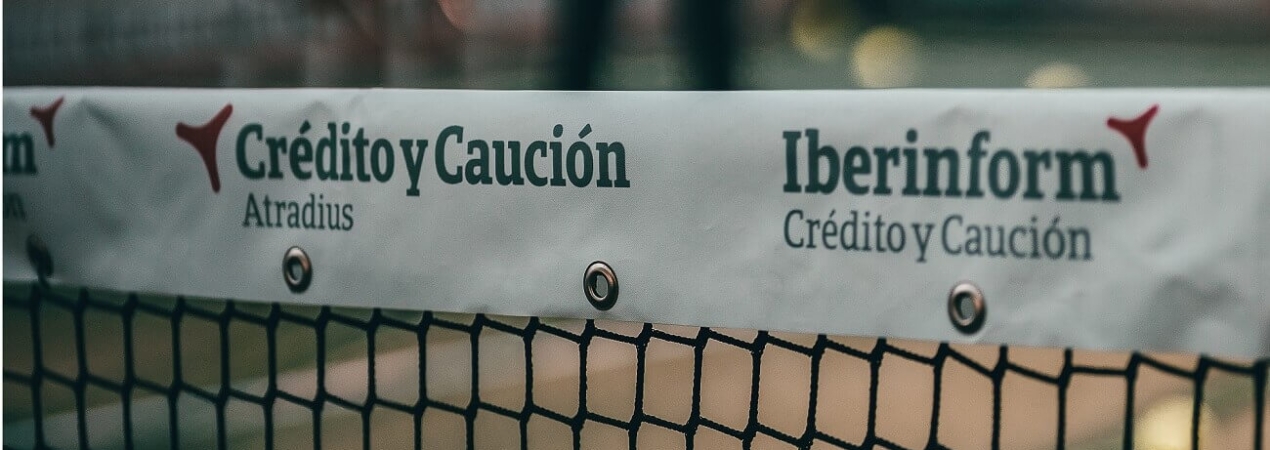 m
Crédito y Caución
Atradius
Iberinform
Crédito y Caución